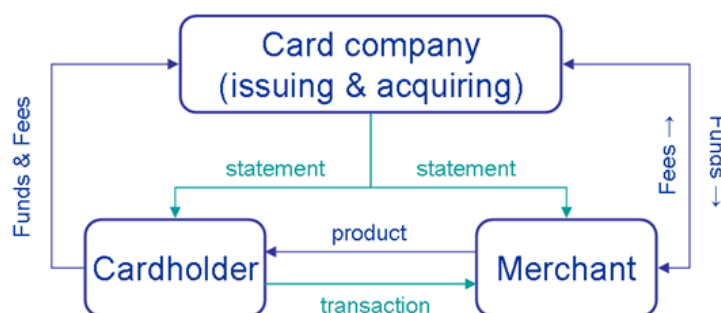 Card company
(issuing & acquiring)
Funds & Fees
statement
statement
Fees →
Funds →
product
Cardholder
Merchant
transaction